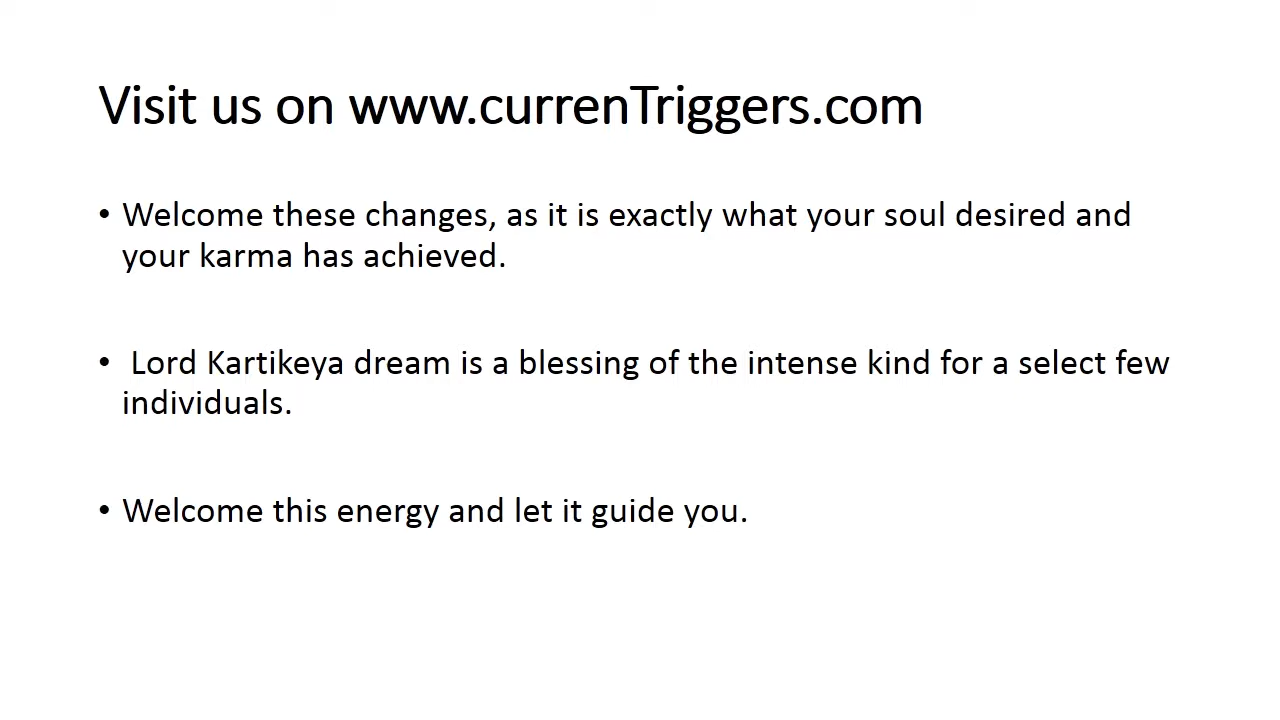 Visit us on www.currenTriggers.com
• Welcome these changes, as it is exactly what your soul desired and
your karma has achieved.
• Lord Kartikeya dream is a blessing of the intense kind for a select few
individuals.
• Welcome this energy and let it guide you.